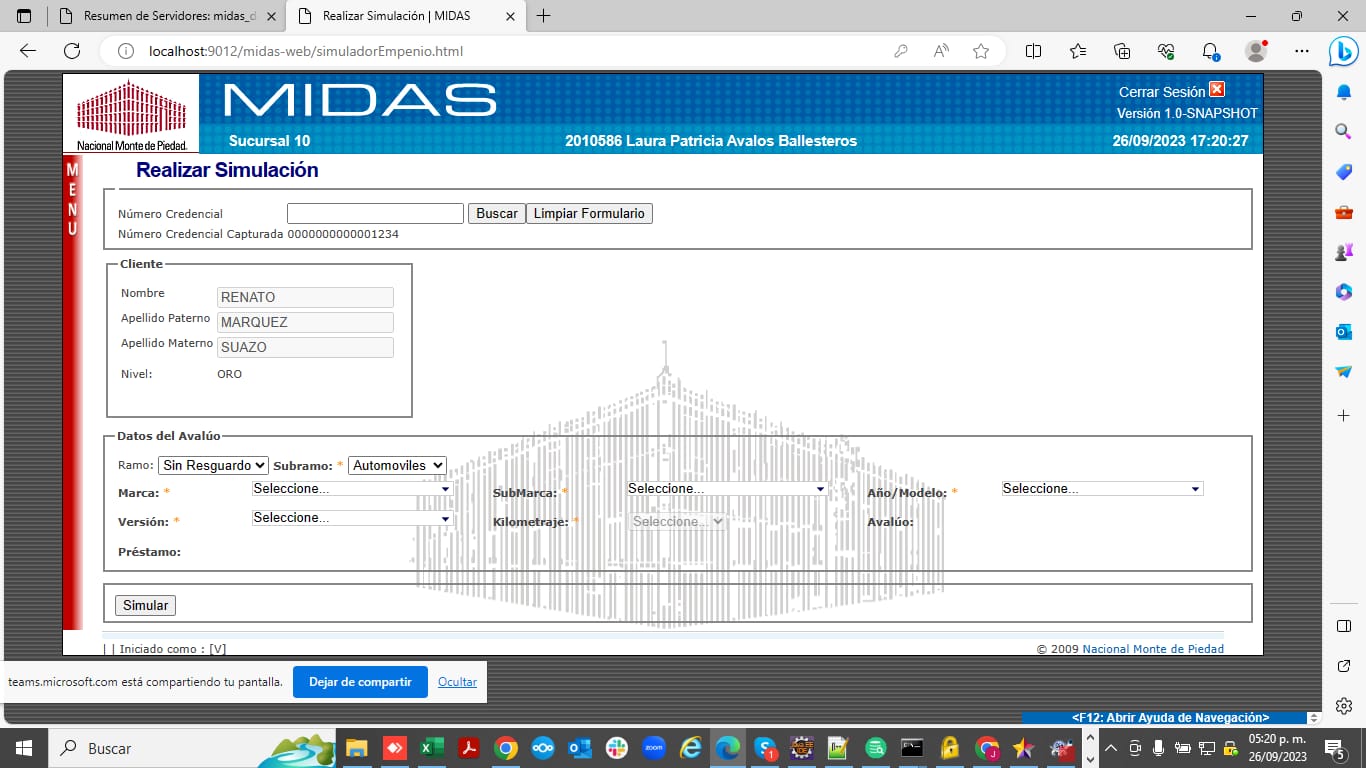 Resumen de Servidores: midas_d
Realizar Simulación | MIDAS
localhost:9012/midas-web/simuladorEmpenio.html
MIDAS
Cerrar Sesión
Versión 1.0-SNAPSHOT
Nacional Monte de Piedad.
Sucursal 10
2010586 Laura Patricia Avalos Ballesteros
26/09/2023 17:20:27
MENU
Realizar Simulación
Número Credencial
Buscar
Limpiar Formulario
Número Credencial Capturada 0000000000001234
Cliente
Nombre RENATO
Apellido Paterno MARQUEZ
Apellido Materno SUAZO
Nivel: ORO
Datos del Avalúo
Ramo: Sin Resguardo Subramo: * Automoviles
Marca: * Seleccione... SubMarca: * Seleccione... Año/Modelo: * Seleccione...
Versión: * Seleccione... Kilometraje: * Seleccione... Avalúo:
Préstamo:
Simular
| | Iniciado como : [V]
© 2009 Nacional Monte de Piedad
teams.microsoft.com está compartiendo tu pantalla. Dejar de compartir Ocultar
<F12: Abrir Ayuda de Navegación>
Buscar
zoom
05:20 p. m.
26/09/2023
5